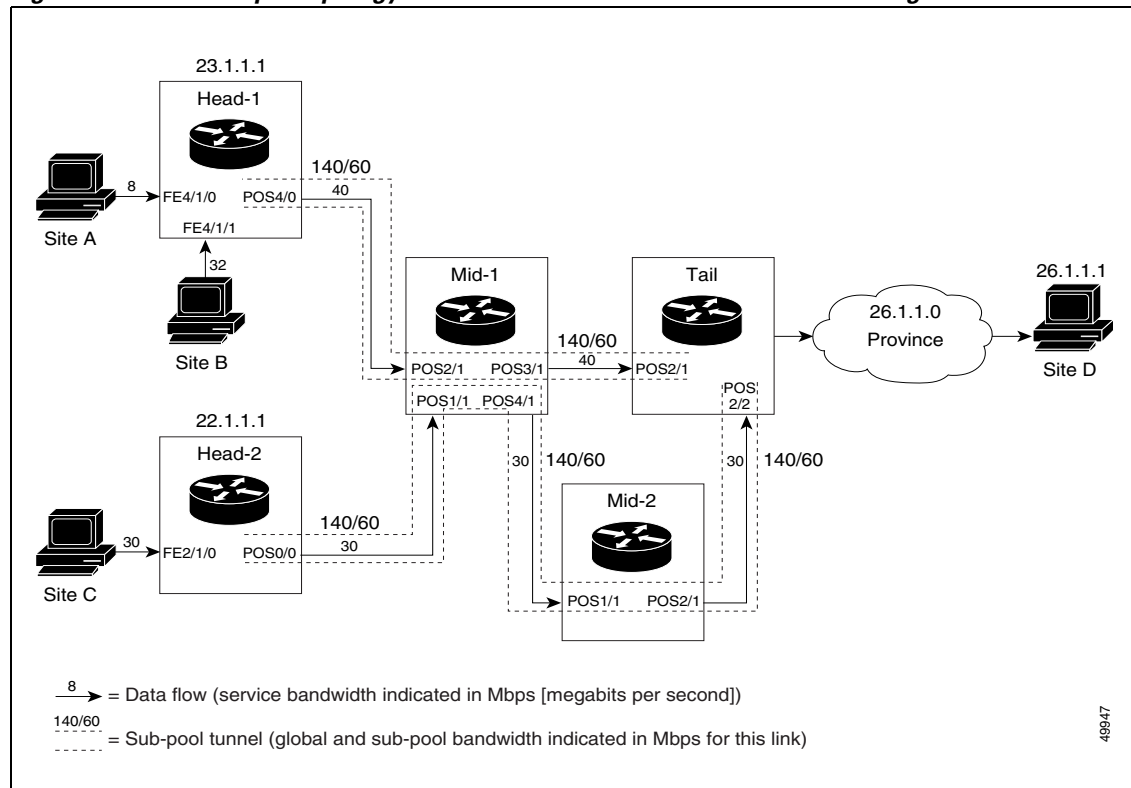 23.1.1.1
Head-1
140/60
8
FE4/1/0
POS4/0
40
Site A
FE4/1/1
32
Site B
Mid-1
Tail
26.1.1.1
26.1.1.0
Province
Site D
140/60
40
POS2/1
POS3/1
POS2/1
POS1/1
POS4/1
POS
2/2
22.1.1.1
Head-2
30
140/60
30
140/60
Mid-2
140/60
30
FE2/1/0
POS0/0
30
Site C
POS1/1
POS2/1
8
= Data flow (service bandwidth indicated in Mbps [megabits per second])
140/60
= Sub-pool tunnel (global and sub-pool bandwidth indicated in Mbps for this link)
49947